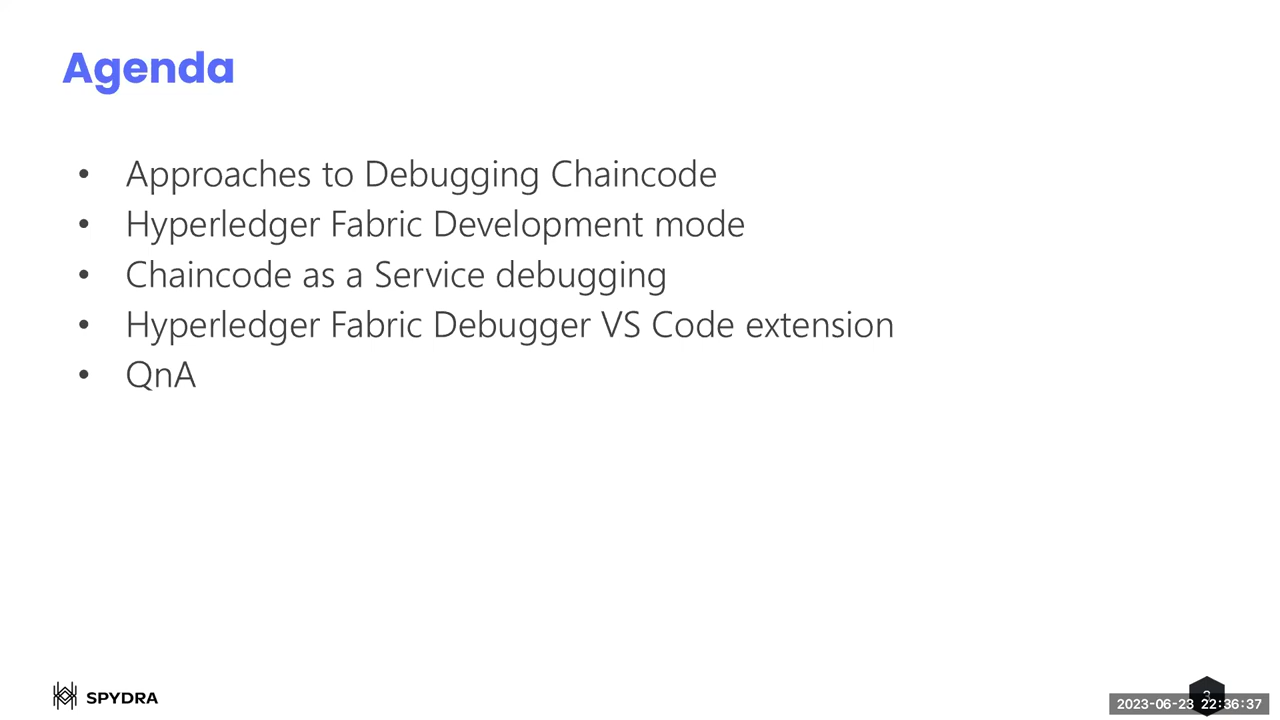 Agenda
• Approaches to Debugging Chaincode
• Hyperledger Fabric Development mode
• Chaincode as a Service debugging
• Hyperledger Fabric Debugger VS Code extension
• QnA
SPYDRA
3
2023-06-23 22:36:37